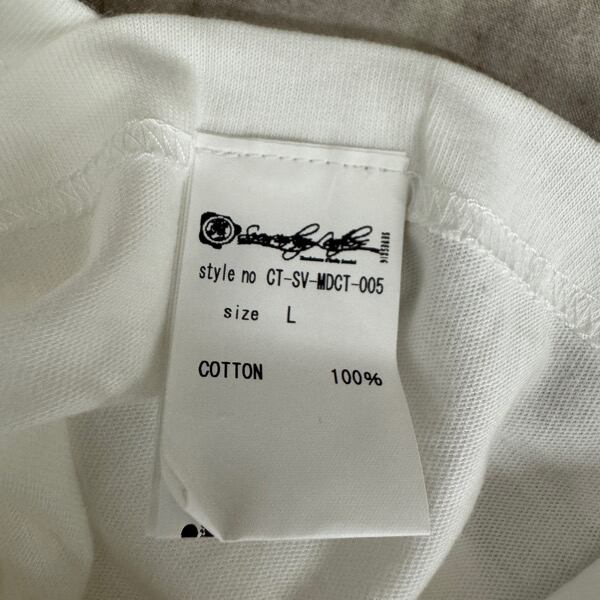 style no CT-SV-MDCT-005
size L
COTTON 100%